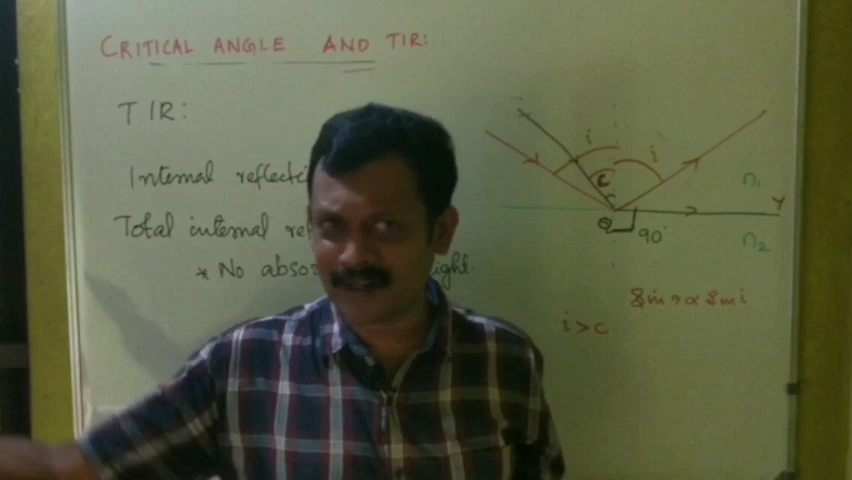 CRITICAL ANGLE AND TIR:
TIR:
Internal reflecti
Total internal re
* No absor ight.
i i
c
n1
Y
90°
n2
Sin r α Sin i
i > c